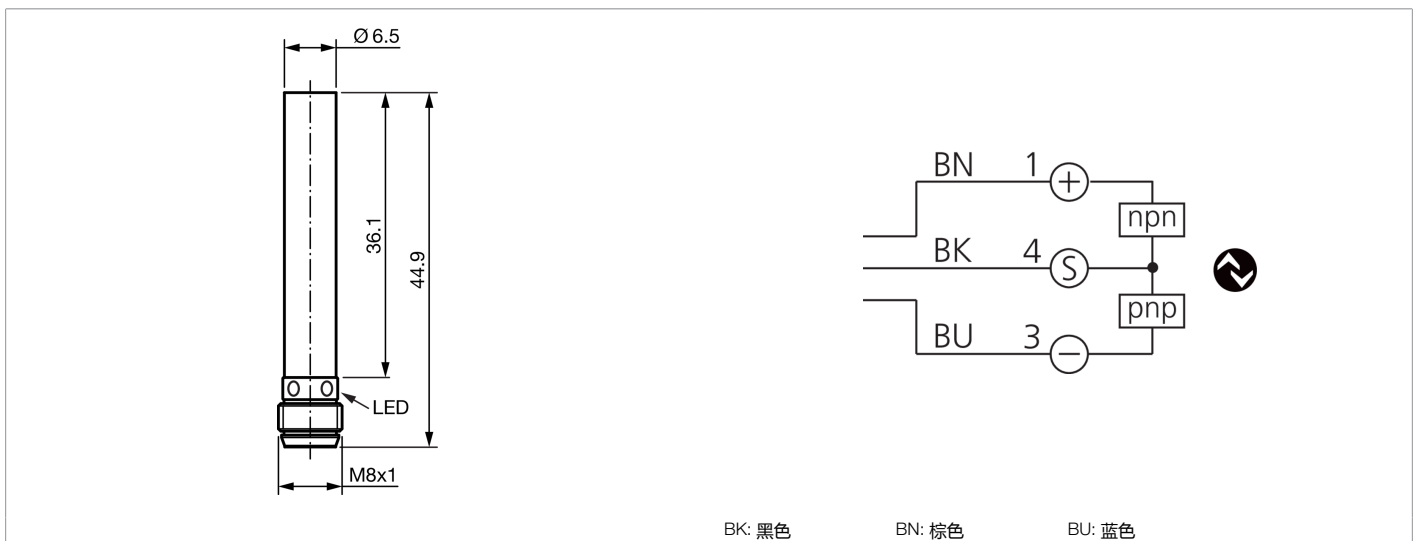 Ø 6.5
36.1
44.9
LED
M8x1
BN 1 +
npn
BK 4 S
pnp
BU 3 −
BK: 黑色 BN: 棕色 BU: 蓝色